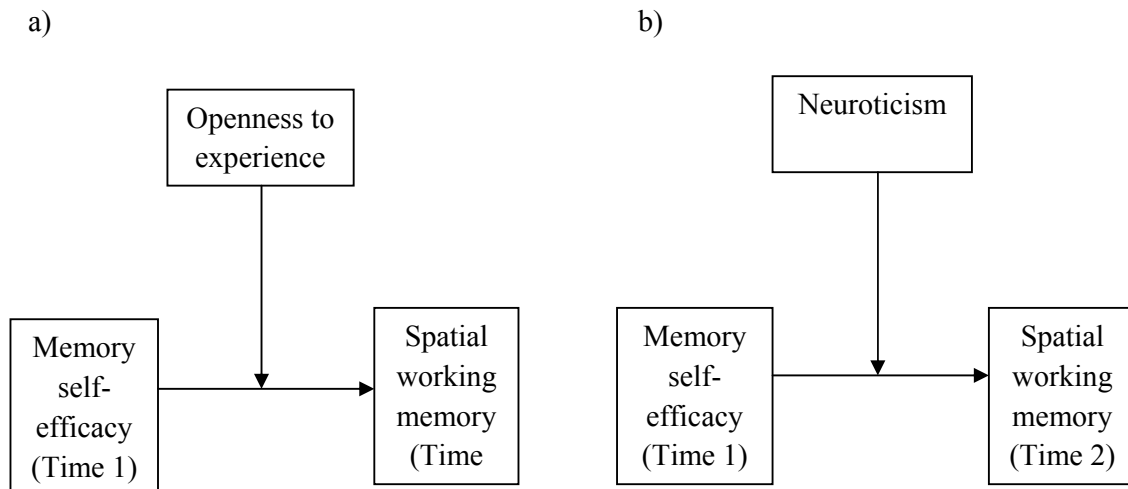 a)
Openness to
experience
Memory
self-
efficacy
(Time 1)
Spatial
working
memory
(Time
b)
Neuroticism
Memory
self-
efficacy
(Time 1)
Spatial
working
memory
(Time 2)